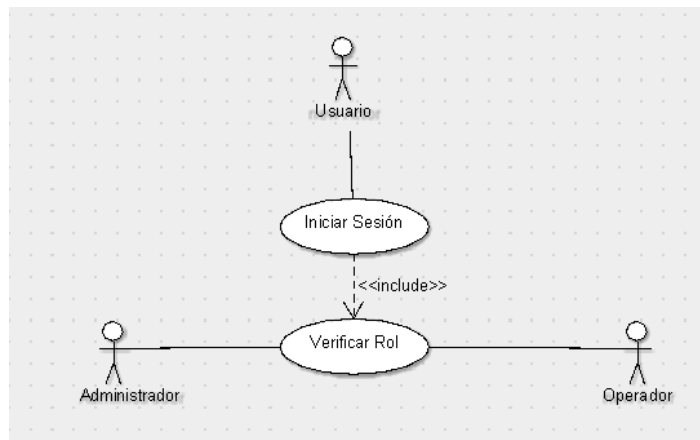 Usuario
Iniciar Sesión
<<include>>
Verificar Rol
Administrador
Operador